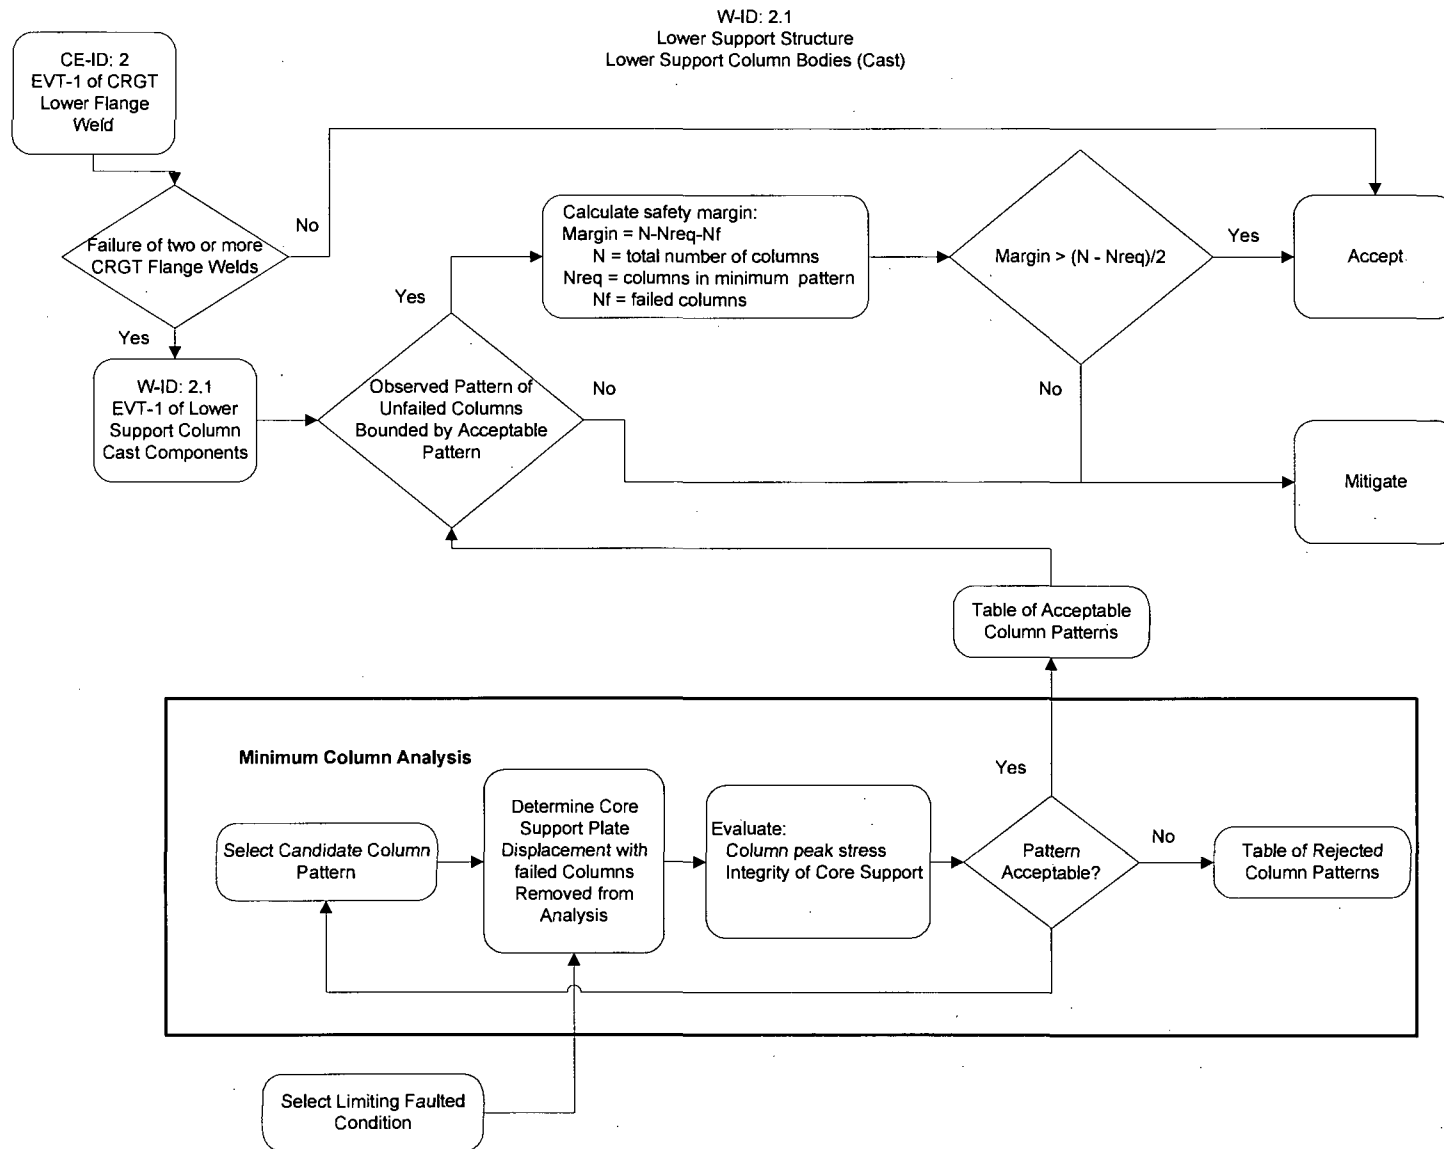 W-ID: 2.1
Lower Support Structure
Lower Support Column Bodies (Cast)
CE-ID: 2
EVT-1 of CRGT
Lower Flange
Weld
Failure of two or more
CRGT Flange Welds
No
Yes
W-ID: 2.1
EVT-1 of Lower
Support Column
Cast Components
Observed Pattern of
Unfailed Columns
Bounded by Acceptable
Pattern
Yes
No
Calculate safety margin:
Margin = N-Nreq-Nf
N = total number of columns
Nreq = columns in minimum pattern
Nf = failed columns
Margin > (N - Nreq)/2
Yes
No
Accept
Mitigate
Table of Acceptable
Column Patterns
Minimum Column Analysis
Select Candidate Column
Pattern
Determine Core
Support Plate
Displacement with
failed Columns
Removed from
Analysis
Evaluate:
Column peak stress
Integrity of Core Support
Yes
Pattern
Acceptable?
No
Table of Rejected
Column Patterns
Select Limiting Faulted
Condition